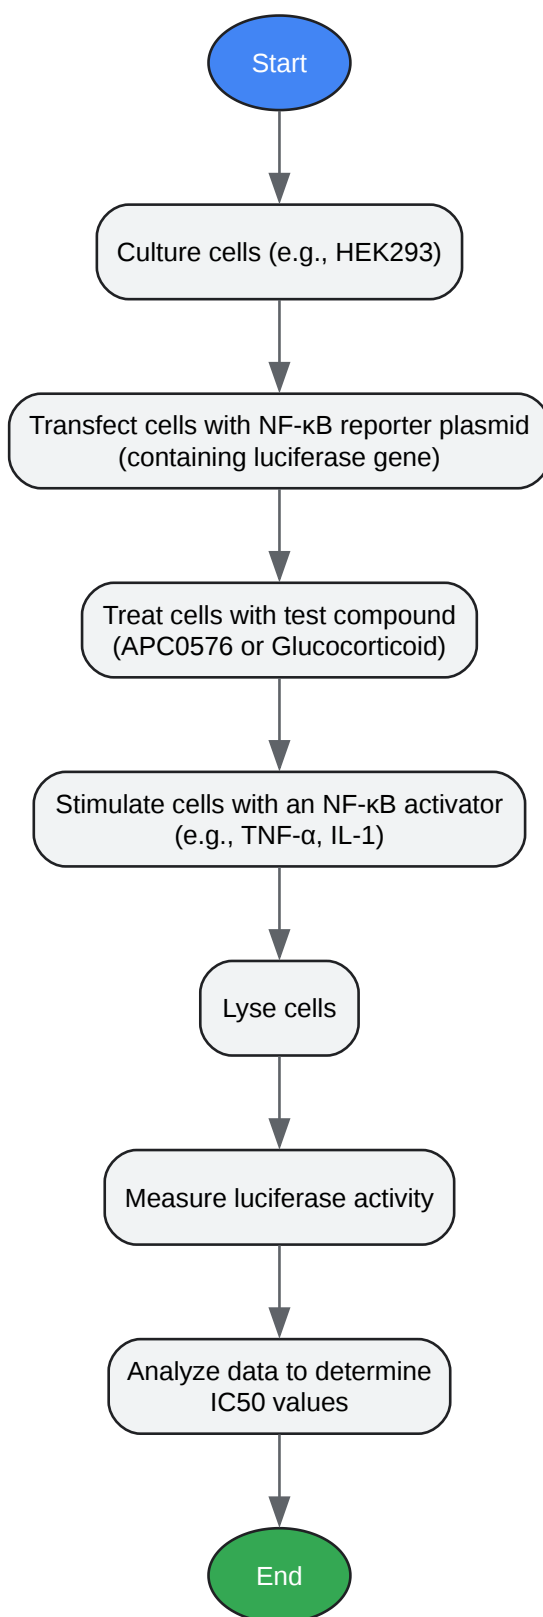 Start
Culture cells (e.g., HEK293)
Transfect cells with NF-κB reporter plasmid
(containing luciferase gene)
Treat cells with test compound
(APC0576 or Glucocorticoid)
Stimulate cells with an NF-κB activator
(e.g., TNF-α, IL-1)
Lyse cells
Measure luciferase activity
Analyze data to determine
IC50 values
End